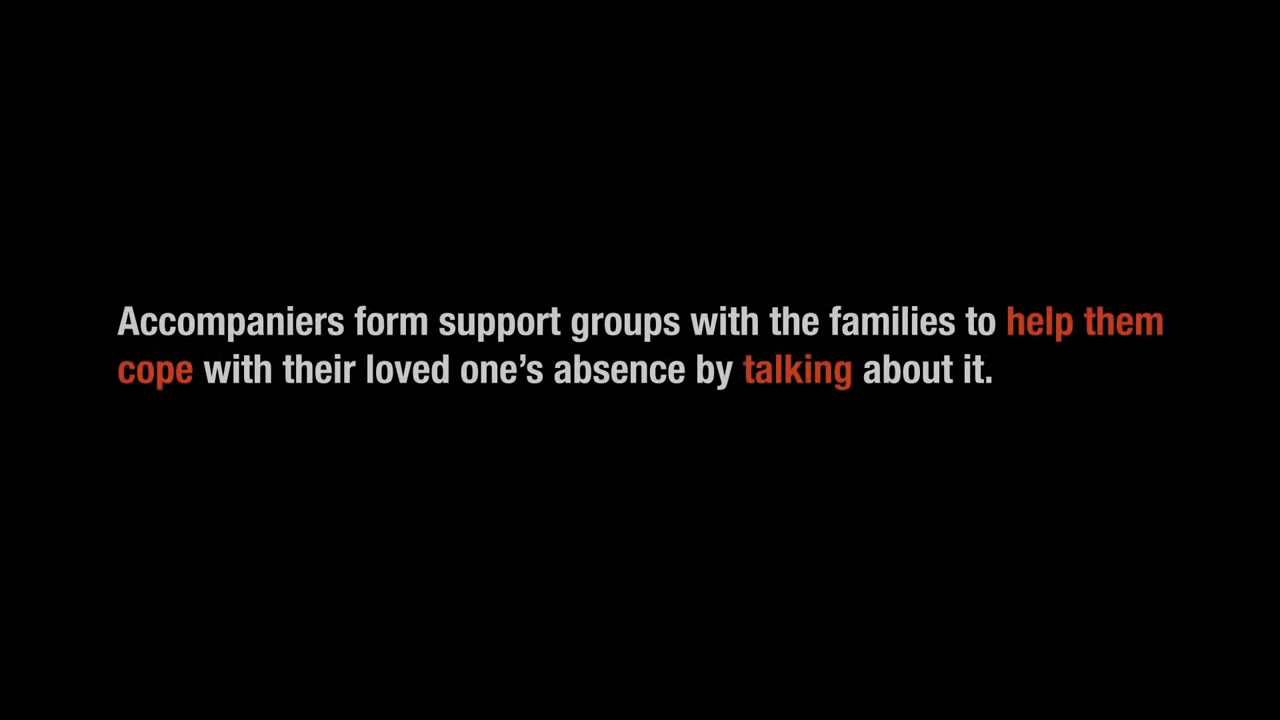 Accompaniers form support groups with the families to help them
cope with their loved one’s absence by talking about it.